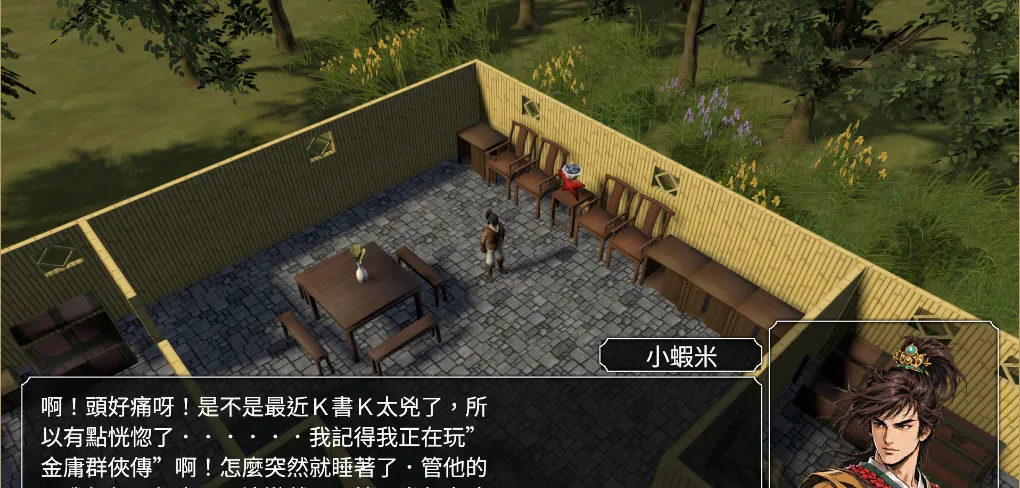 小蝦米
啊！頭好痛呀！是不是最近Ｋ書Ｋ太兇了，所
以有點恍惚了．．．．．．我記得我正在玩”
金庸群俠傳”啊！怎麼突然就睡著了．管他的